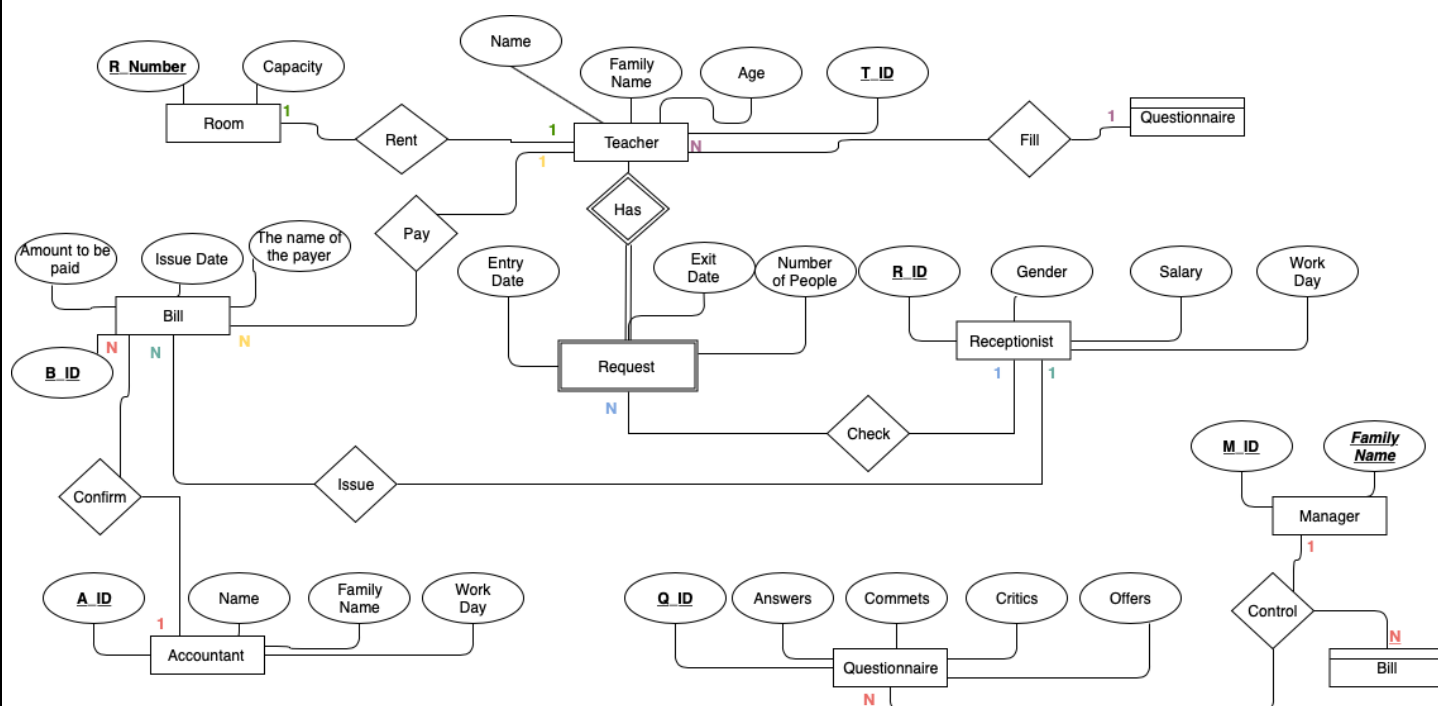 Name
R_Number
Capacity
Family
Name
Age
T_ID
Room
1
Rent
1
Teacher
N
1
Fill
1
Questionnaire
Has
Pay
Amount to be
paid
Issue Date
The name of
the payer
Entry
Date
Exit
Date
Number
of People
R_ID
Gender
Salary
Work
Day
Bill
N
N
N
B_ID
Request
N
Receptionist
1
1
Check
Issue
Confirm
M_ID
Family
Name
Manager
1
Control
N
Bill
A_ID
Name
Family
Name
Work
Day
1
Accountant
Q_ID
Answers
Commets
Critics
Offers
Questionnaire
N